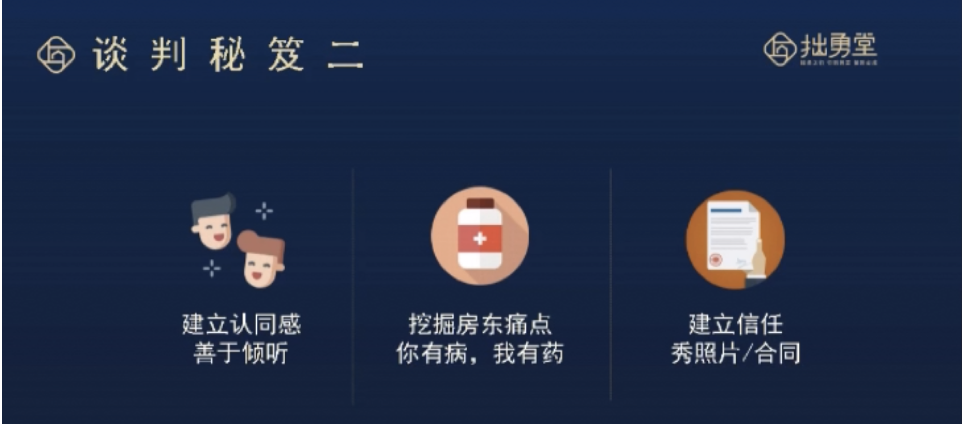 谈判秘笈二
拙勇堂
建立认同感
善于倾听
挖掘房东痛点
你有病，我有药
建立信任
秀照片/合同